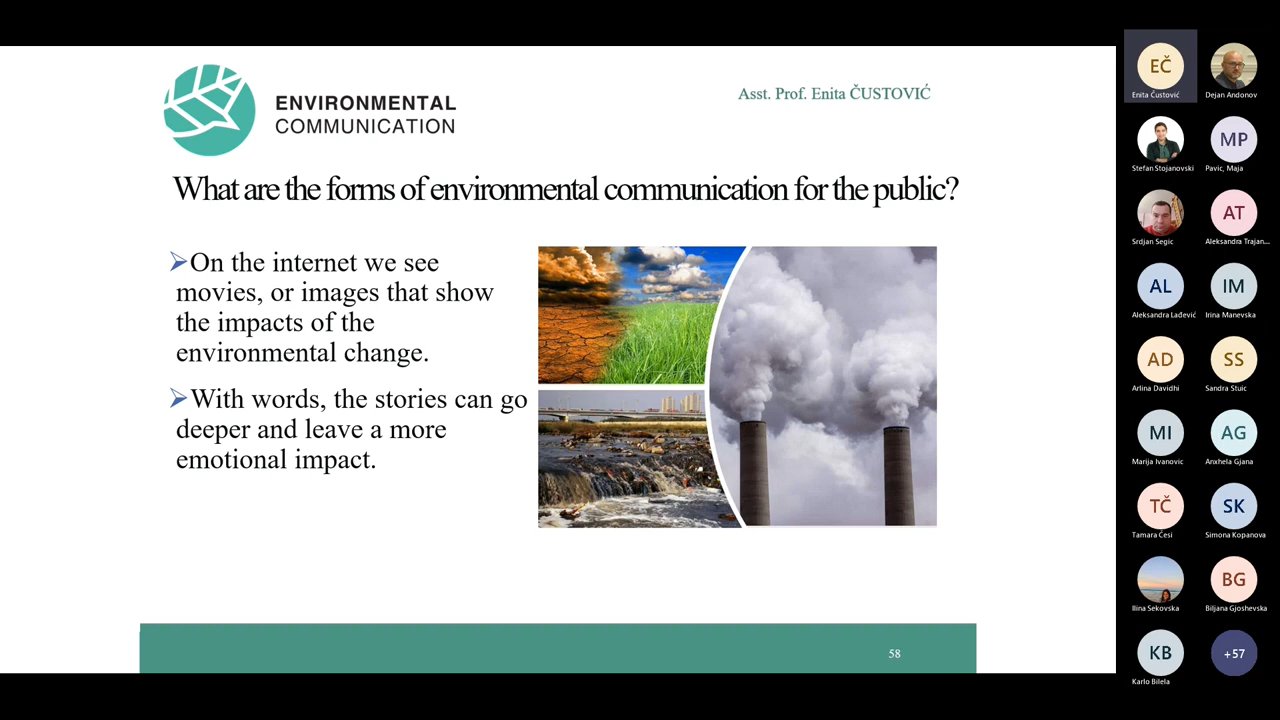 ENVIRONMENTAL
COMMUNICATION
Asst. Prof. Enita ČUSTOVIĆ
What are the forms of environmental communication for the public?
➢On the internet we see
movies, or images that show
the impacts of the
environmental change.
➢With words, the stories can go
deeper and leave a more
emotional impact.
58
EČ
Enita Čustović
Dejan Andonov
Stefan Stojanovski
MP
Pavic, Maja
Srdjan Segic
AT
Aleksandra Trajan...
AL
Aleksandra Lađević
IM
Irina Manevska
AD
Arlina Davidhi
SS
Sandra Stuic
MI
Marija Ivanovic
AG
Anxhela Gjana
TČ
Tamara Česi
SK
Simona Kopanova
Ilina Sekovska
BG
Biljana Gjoshevska
KB
Karlo Bilela
+57